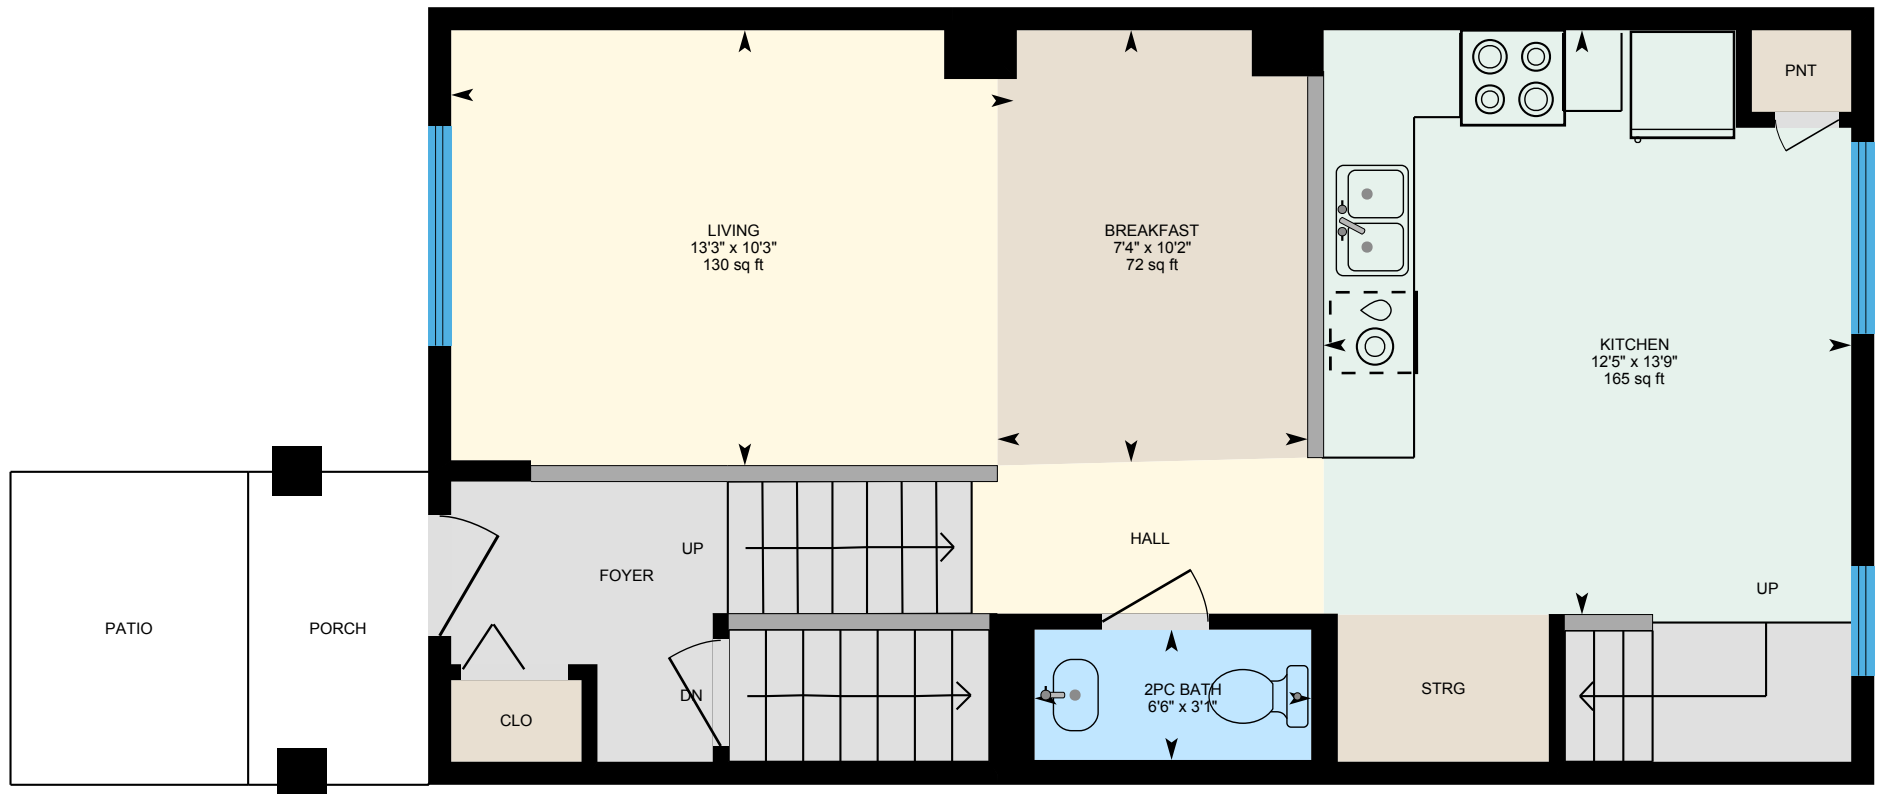 PNT
LIVING
13'3" x 10'3"
130 sq ft
BREAKFAST
7'4" x 10'2"
72 sq ft
KITCHEN
12'5" x 13'9"
165 sq ft
HALL
UP
FOYER
UP
PATIO
PORCH
DN
2PC BATH
6'6" x 3'1"
STRG
CLO